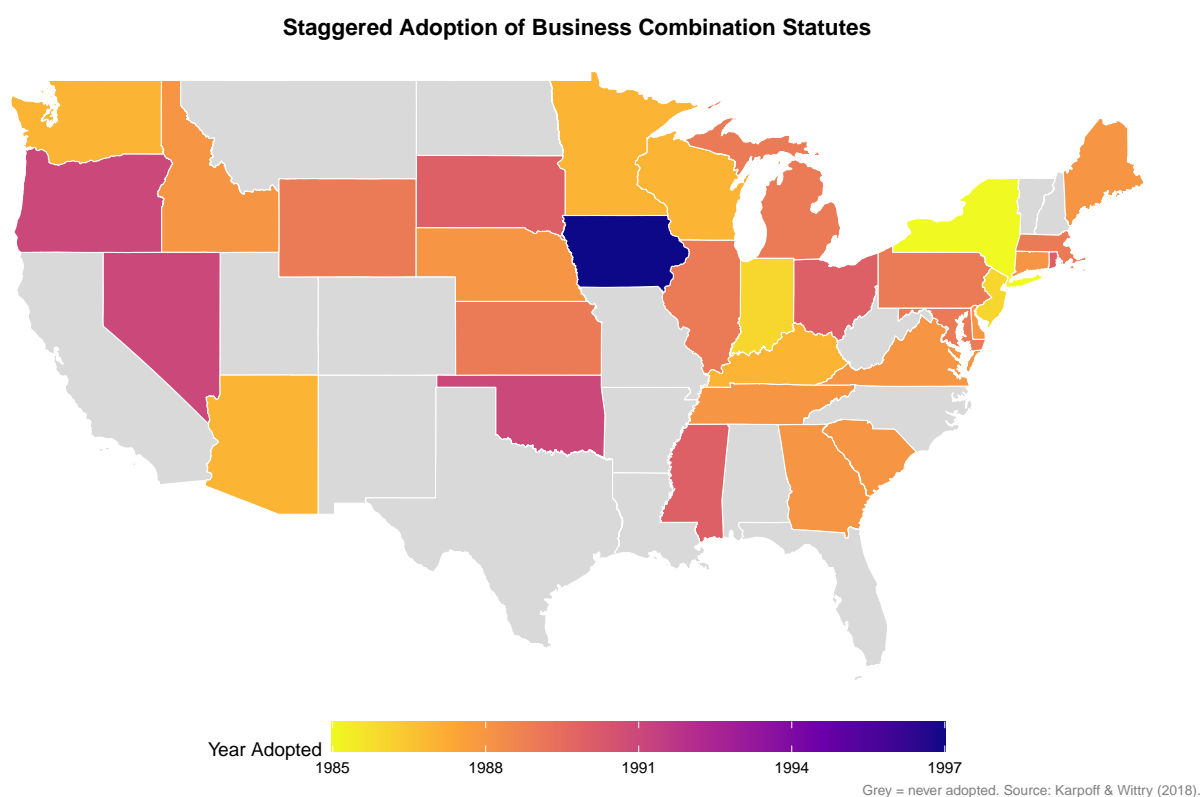 Staggered Adoption of Business Combination Statutes
Year Adopted
1985 1988 1991 1994 1997
Grey = never adopted. Source: Karpoff & Wittry (2018).